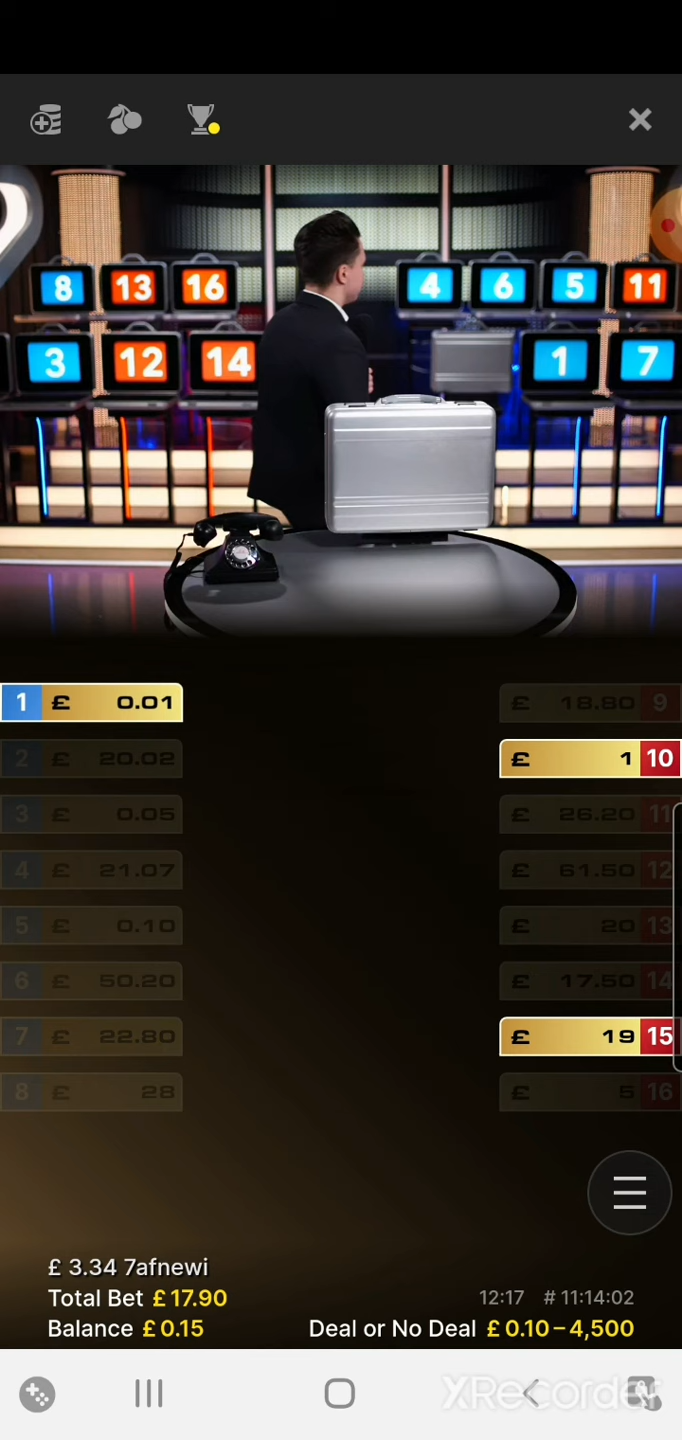 8 13 16 4 6 5 11
3 12 14 1 7
1 £ 0.01
£ 18.80 9
2 £ 20.02
£ 1 10
3 £ 0.05
£ 26.20 11
4 £ 21.07
£ 61.50 12
5 £ 0.10
£ 20 13
6 £ 50.20
£ 17.50 14
7 £ 22.80
£ 19 15
8 £ 28
£ 5 16
£ 3.34 7afnewi
Total Bet £17.90
12:17 # 11:14:02
Balance £0.15
Deal or No Deal £0.10–4,500
XRecorder